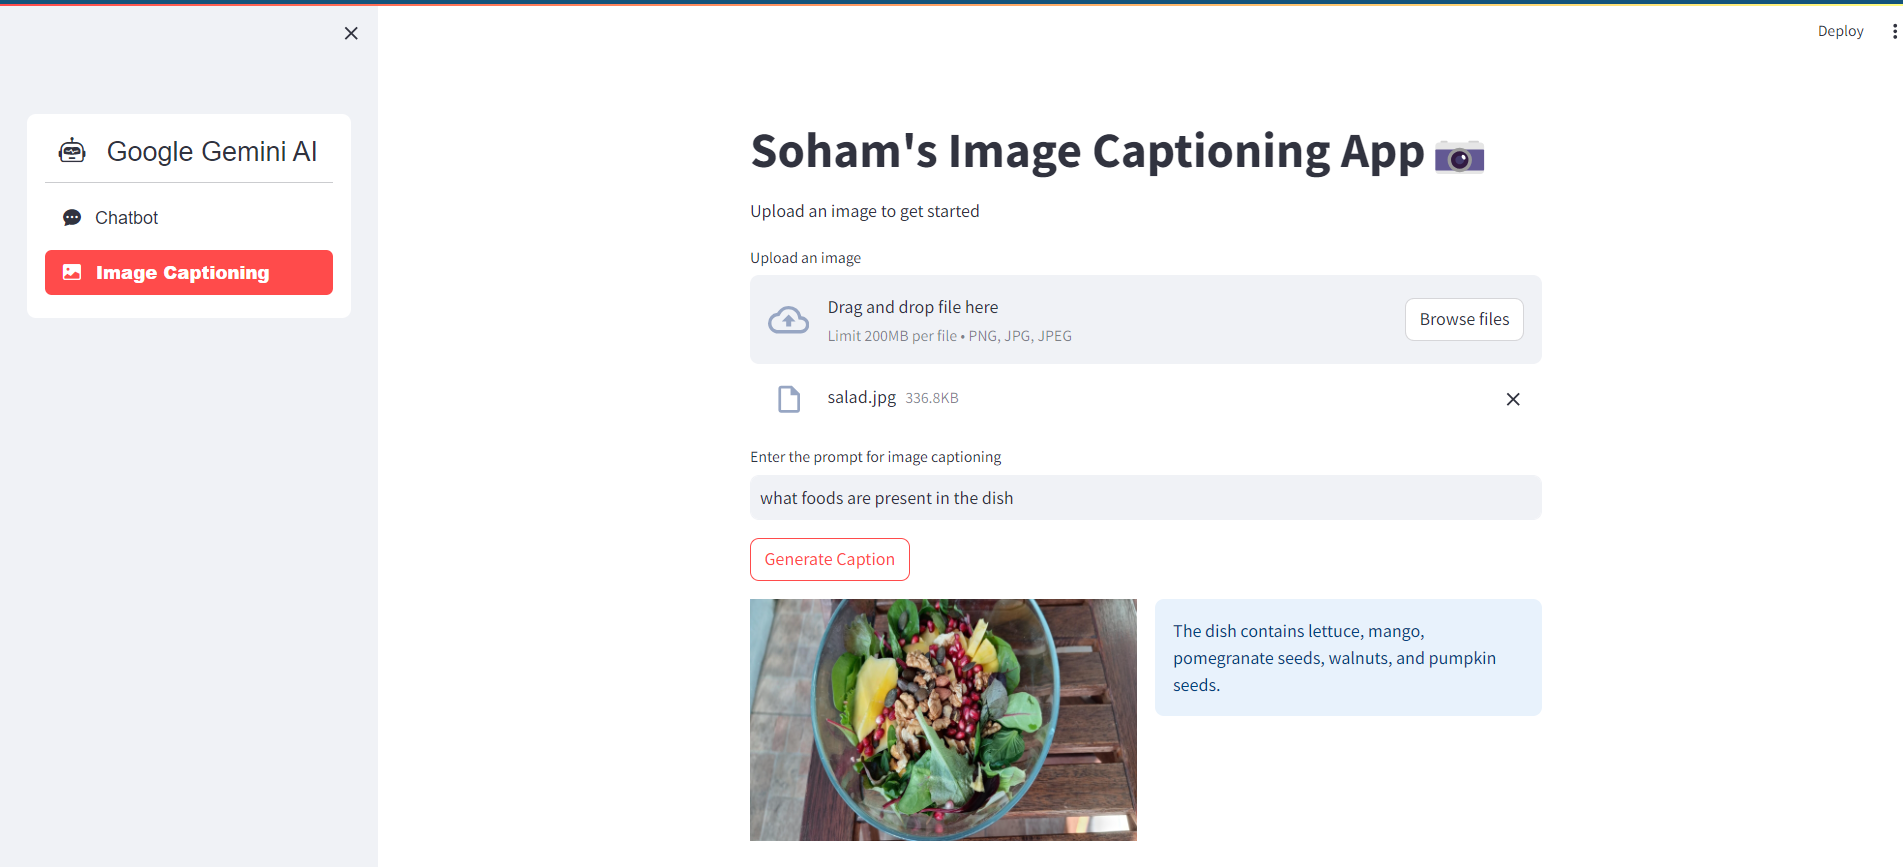 Deploy
Google Gemini AI
Chatbot
Image Captioning
Soham's Image Captioning App
Upload an image to get started
Upload an image
Drag and drop file here
Limit 200MB per file • PNG, JPG, JPEG
Browse files
salad.jpg 336.8KB
Enter the prompt for image captioning
what foods are present in the dish
Generate Caption
The dish contains lettuce, mango,
pomegranate seeds, walnuts, and pumpkin
seeds.